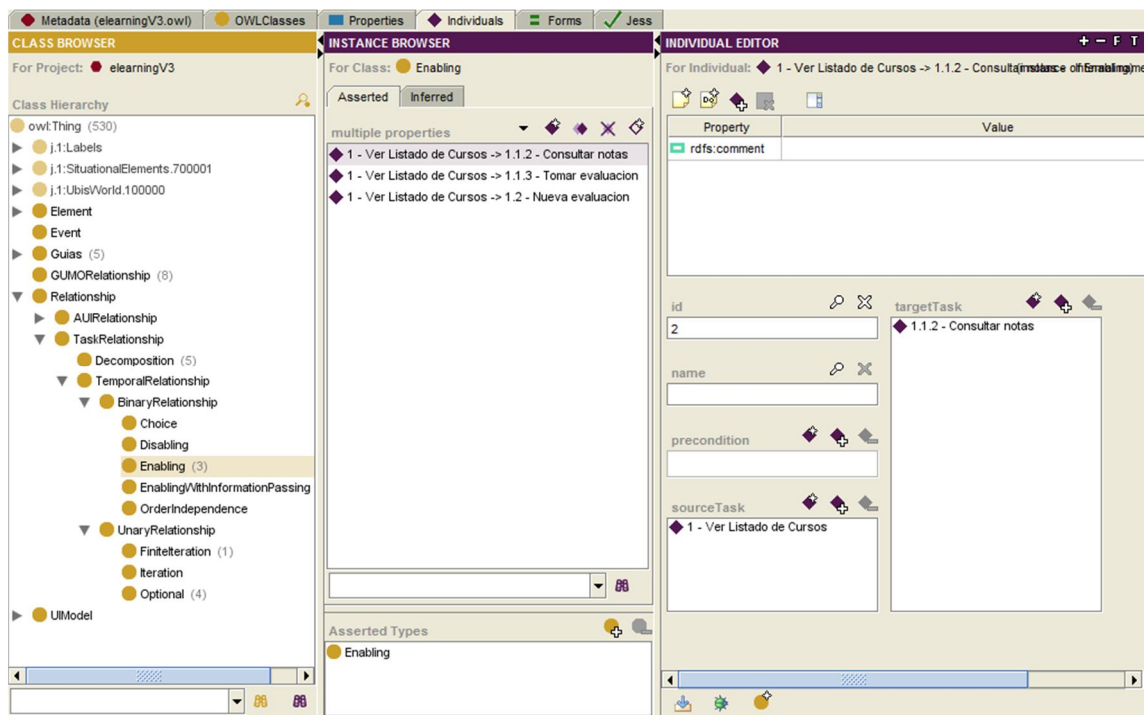 Metadata (elearningV3.owl)
OWLClasses
Properties
Individuals
Forms
Jess
CLASS BROWSER
For Project: elearningV3
Class Hierarchy
owl:Thing (530)
j.1:Labels
j.1:SituationalElements.700001
j.1:UbisWorld.100000
Element
Event
Guias (5)
GUMORelationship (8)
Relationship
AUIRelationship
TaskRelationship
Decomposition (5)
TemporalRelationship
BinaryRelationship
Choice
Disabling
Enabling (3)
EnablingWithInformationPassing
OrderIndependence
UnaryRelationship
FiniteIteration (1)
Iteration
Optional (4)
UIModel
INSTANCE BROWSER
For Class: Enabling
Asserted
Inferred
multiple properties
1 - Ver Listado de Cursos -> 1.1.2 - Consultar notas
1 - Ver Listado de Cursos -> 1.1.3 - Tomar evaluacion
1 - Ver Listado de Cursos -> 1.2 - Nueva evaluacion
Asserted Types
Enabling
INDIVIDUAL EDITOR
+ - F T
For Individual: 1 - Ver Listado de Cursos -> 1.1.2 -
Property
Value
rdfs:comment
id
2
name
precondition
sourceTask
1 - Ver Listado de Cursos
targetTask
1.1.2 - Consultar notas